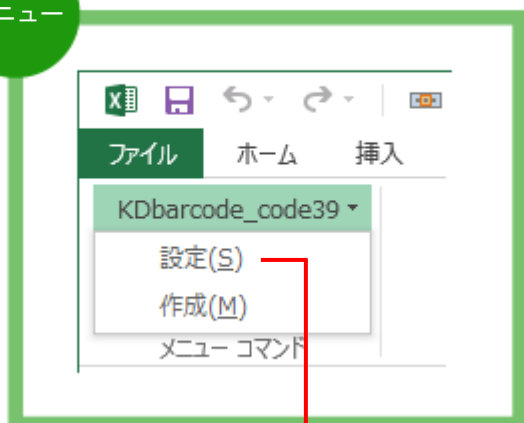 ニュー
ファイル ホーム 挿入
KDbarcode_code39
設定(S)
作成(M)
メニュー コマンド